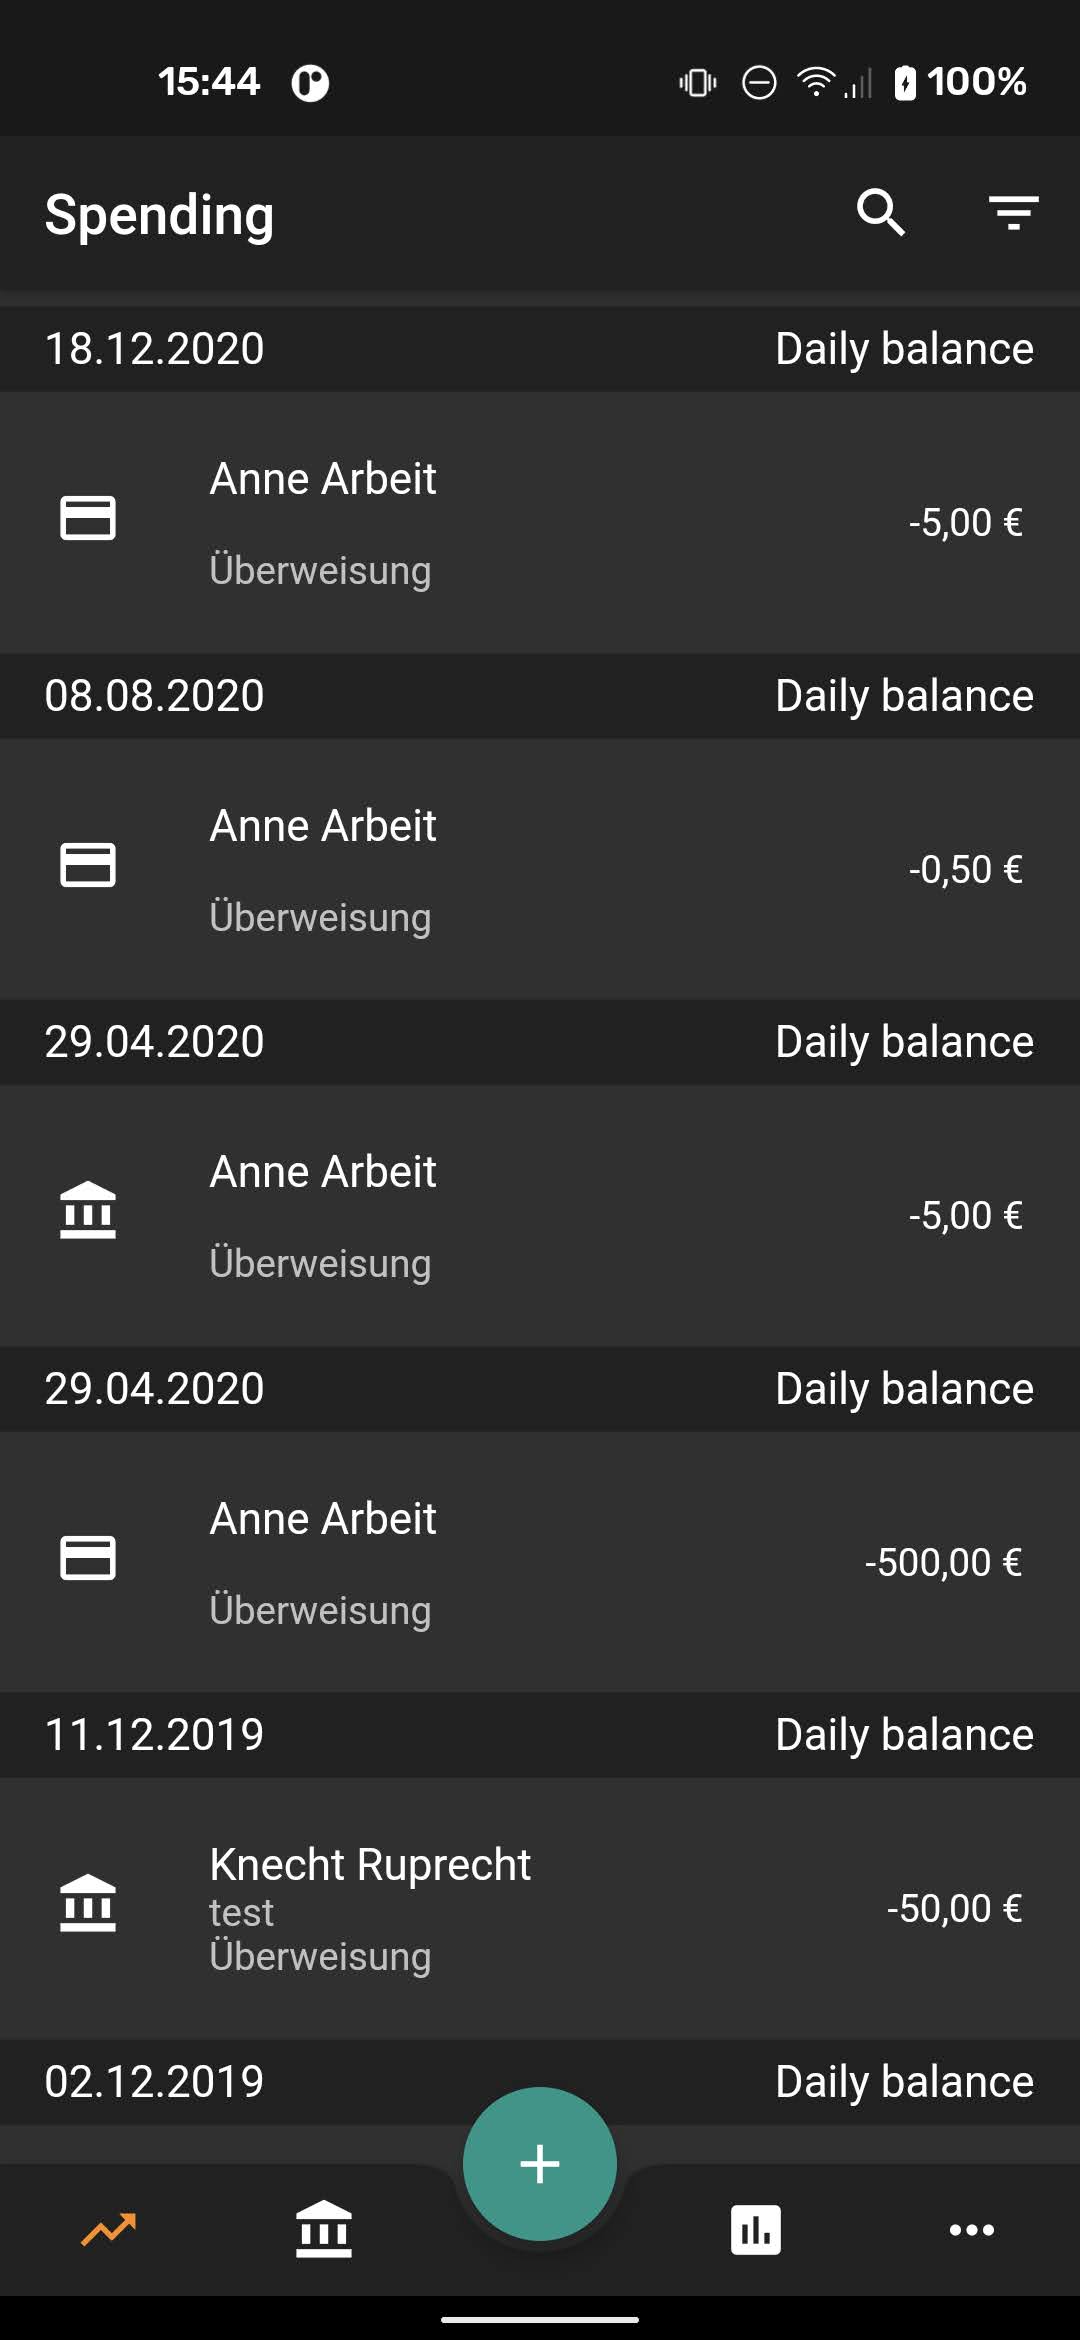 15:44
100%
Spending
18.12.2020 Daily balance
Anne Arbeit
-5,00 €
Überweisung
08.08.2020 Daily balance
Anne Arbeit
-0,50 €
Überweisung
29.04.2020 Daily balance
Anne Arbeit
-5,00 €
Überweisung
29.04.2020 Daily balance
Anne Arbeit
-500,00 €
Überweisung
11.12.2019 Daily balance
Knecht Ruprecht
test
-50,00 €
Überweisung
02.12.2019 Daily balance